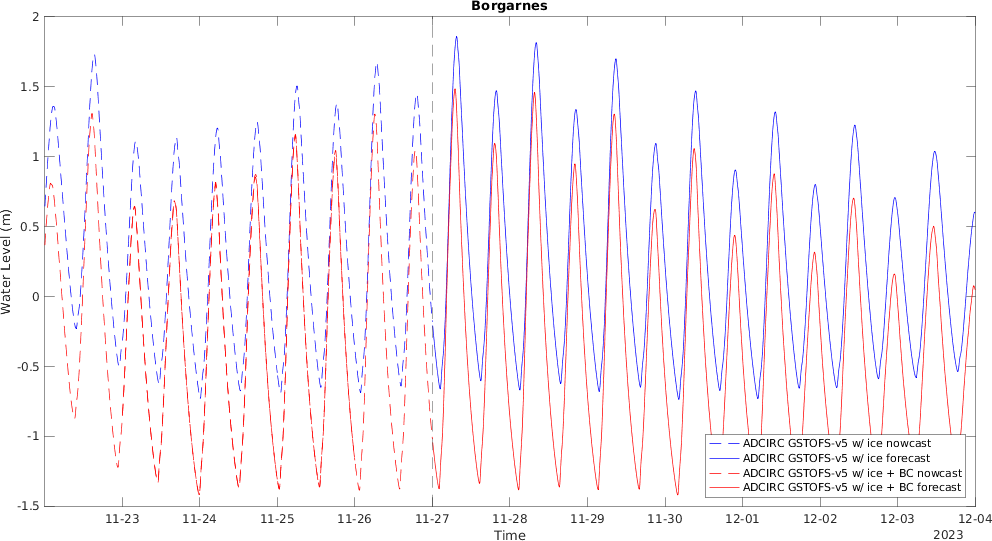 Borgarnes
2
1.5
1
0.5
0
-0.5
-1
-1.5
Water Level (m)
ADCIRC GSTOFS-v5 w/ ice nowcast
ADCIRC GSTOFS-v5 w/ ice forecast
ADCIRC GSTOFS-v5 w/ ice + BC nowcast
ADCIRC GSTOFS-v5 w/ ice + BC forecast
11-23 11-24 11-25 11-26 11-27 11-28 11-29 11-30 12-01 12-02 12-03 12-04
Time
2023